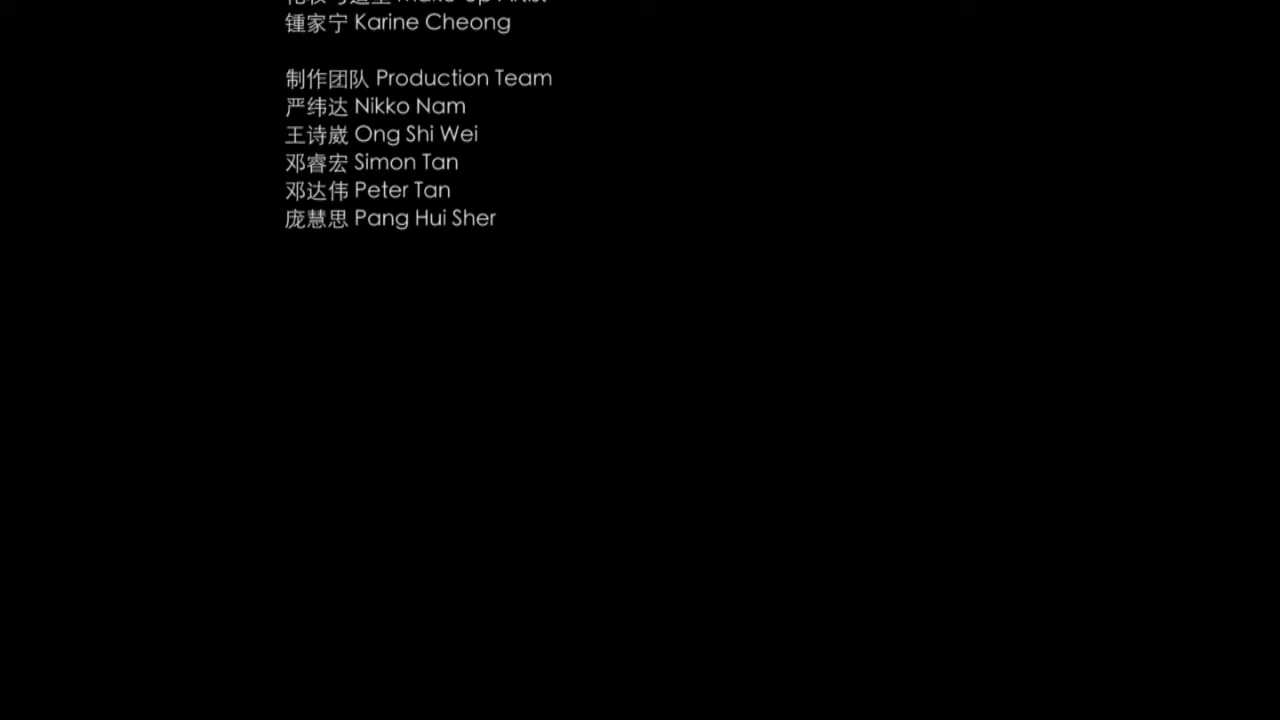 锺家宁 Karine Cheong
制作团队 Production Team
严纬达 Nikko Nam
王诗崴 Ong Shi Wei
邓睿宏 Simon Tan
邓达伟 Peter Tan
庞慧思 Pang Hui Sher